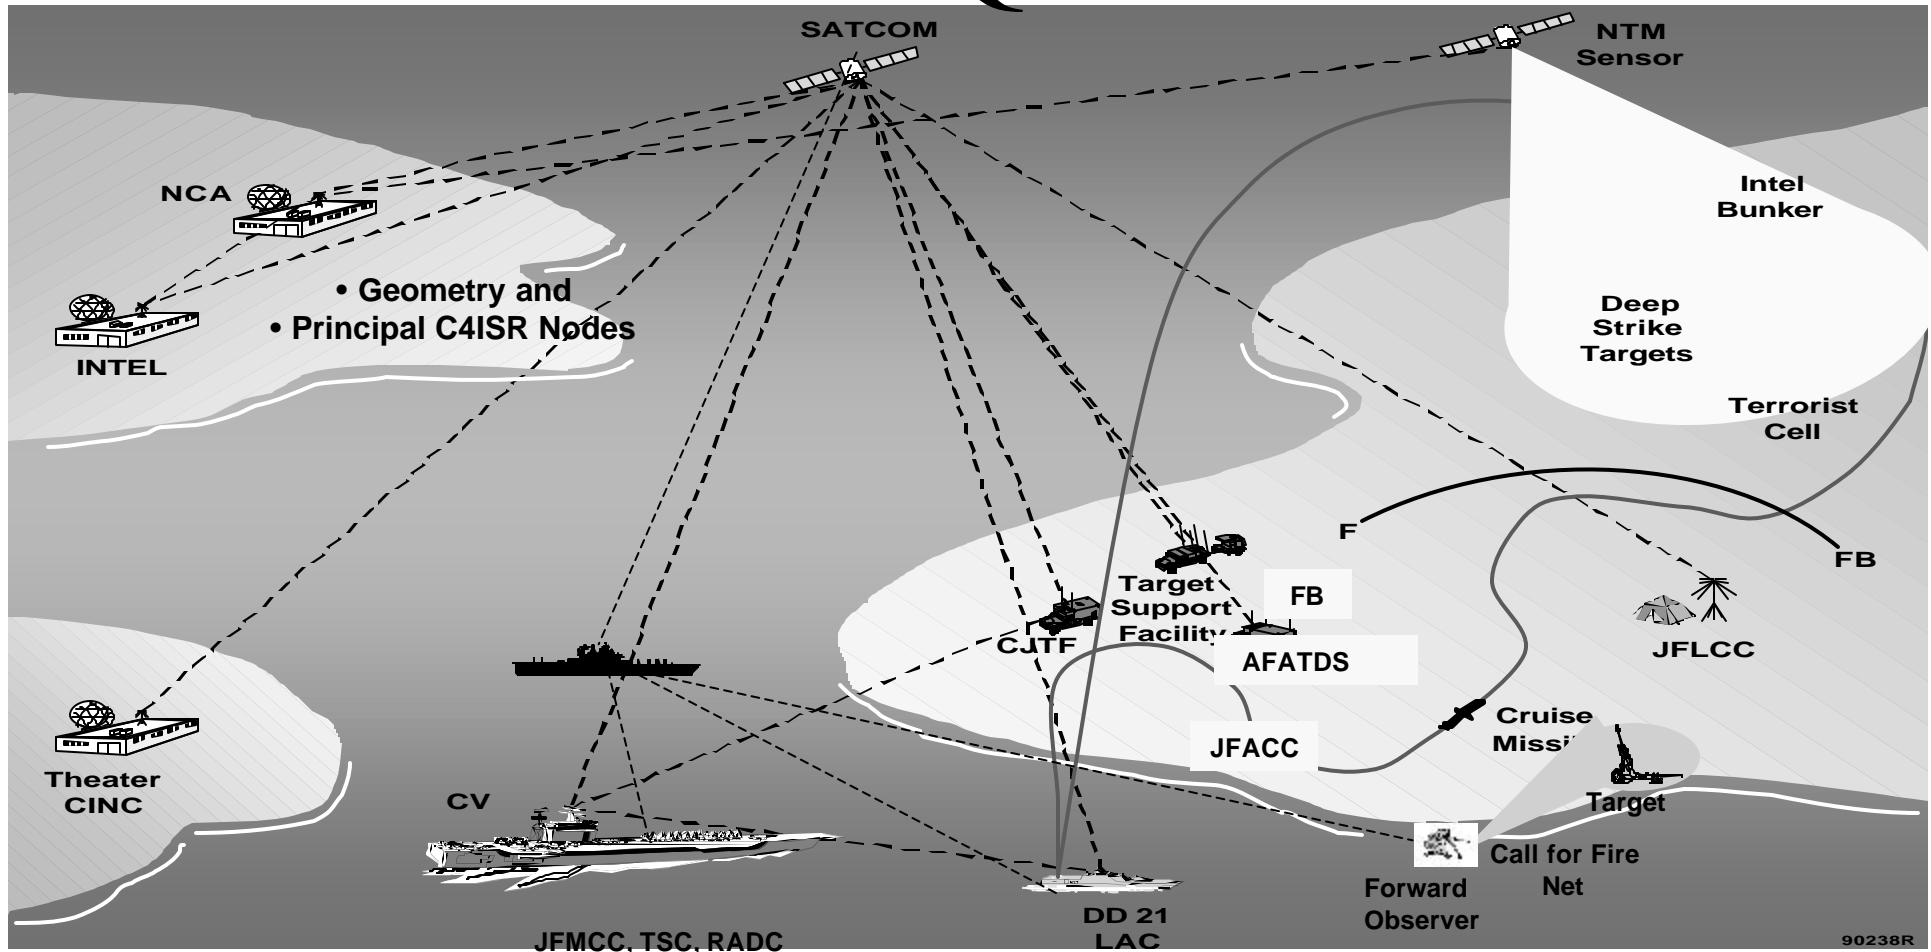 SATCOM
NTM
Sensor
NCA
Intel
Bunker
• Geometry and
• Principal C4ISR Nodes
INTEL
Deep
Strike
Targets
Terrorist
Cell
F
FB
Target
Support
Facility
FB
CJTF
AFATDS
JFLCC
JFACC
Cruise
Theater
CINC
CV
Target
Call for Fire
Net
Forward
Observer
DD 21
LAC
JFMCC, TSC, RADC
90238R